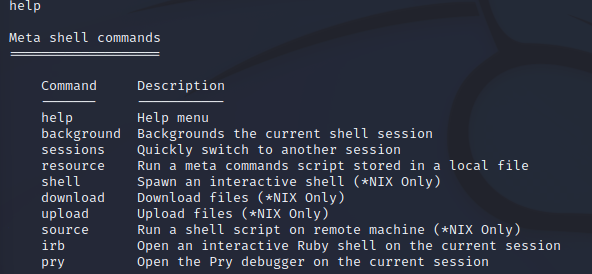 help
Meta shell commands
===================
Command Description
------- -----------
help Help menu
background Backgrounds the current shell session
sessions Quickly switch to another session
resource Run a meta commands script stored in a local file
shell Spawn an interactive shell (*NIX Only)
download Download files (*NIX Only)
upload Upload files (*NIX Only)
source Run a shell script on remote machine (*NIX Only)
irb Open an interactive Ruby shell on the current session
pry Open the Pry debugger on the current session